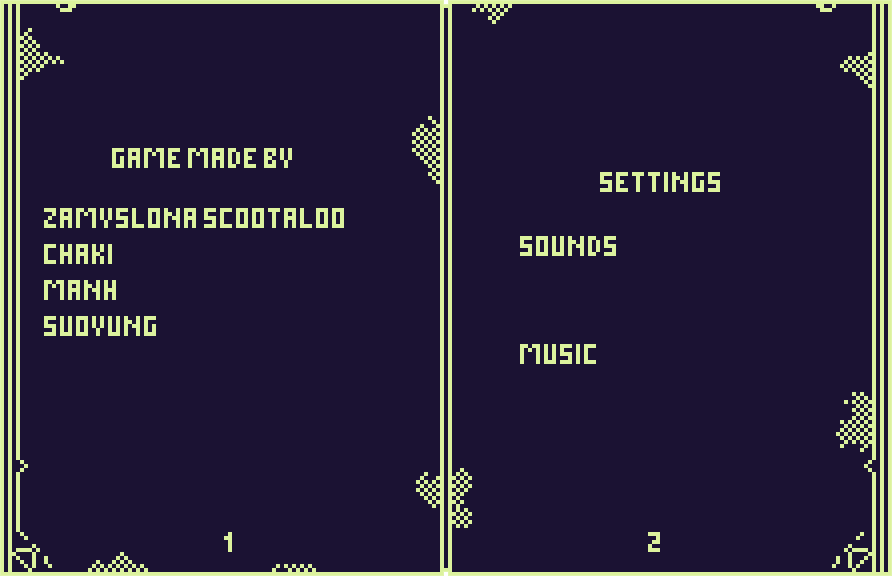 GAME MADE BY
ZAMYSLONA SCOOTALOO
CHAKI
MANH
SUOYUNG
1
SETTINGS
SOUNDS
MUSIC
2